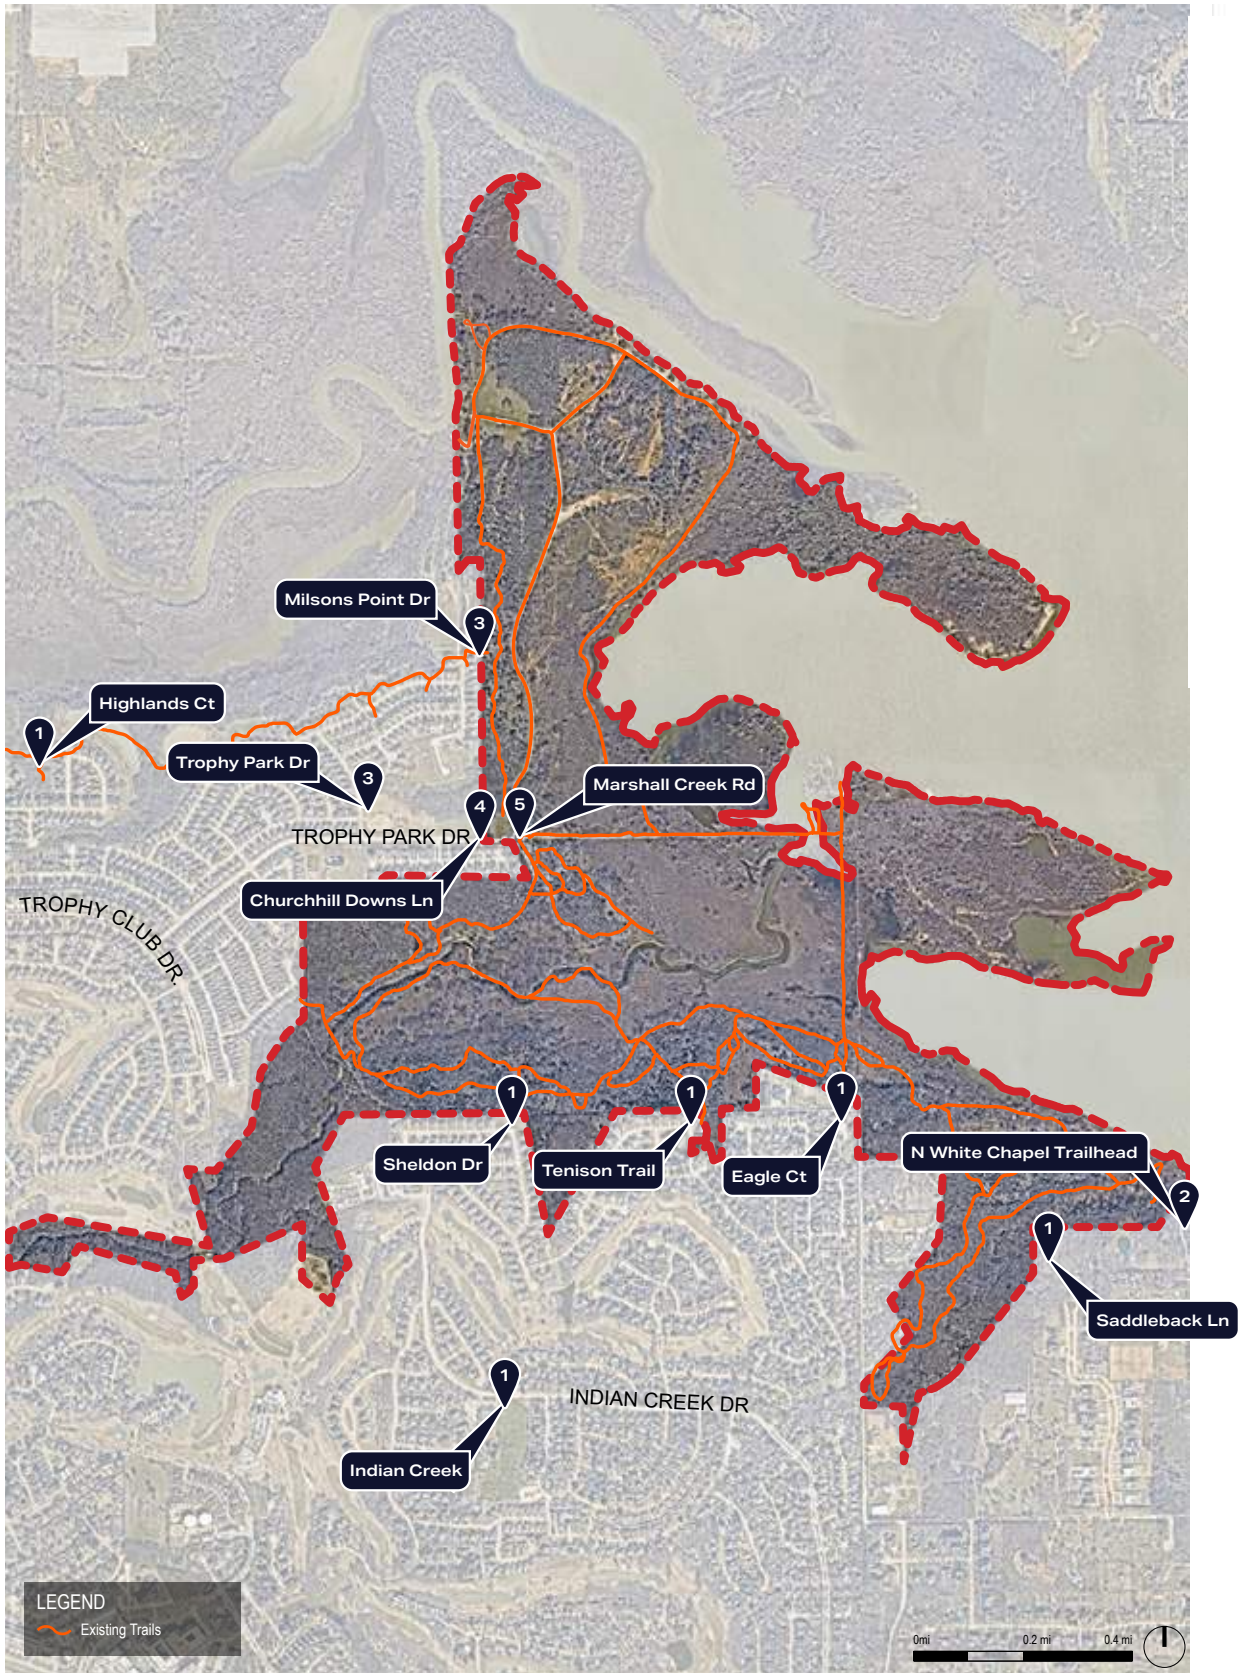 Milsons Point Dr
3
Highlands Ct
1
Trophy Park Dr
3
Marshall Creek Rd
4
5
TROPHY PARK DR
Churchhill Downs Ln
TROPHY CLUB DR.
1
1
1
Sheldon Dr
Tenison Trail
Eagle Ct
N White Chapel Trailhead
2
1
Saddleback Ln
1
INDIAN CREEK DR
Indian Creek
LEGEND
Existing Trails
0mi
0.2 mi
0.4 mi